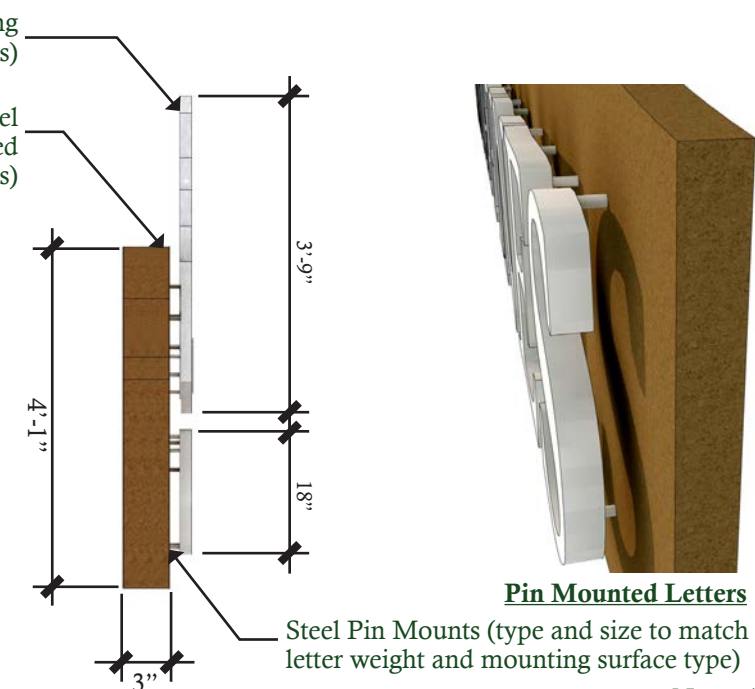 ng
s)
el
ed
s)
3'-9”
4'-1”
18”
3”
Pin Mounted Letters
Steel Pin Mounts (type and size to match
letter weight and mounting surface type)